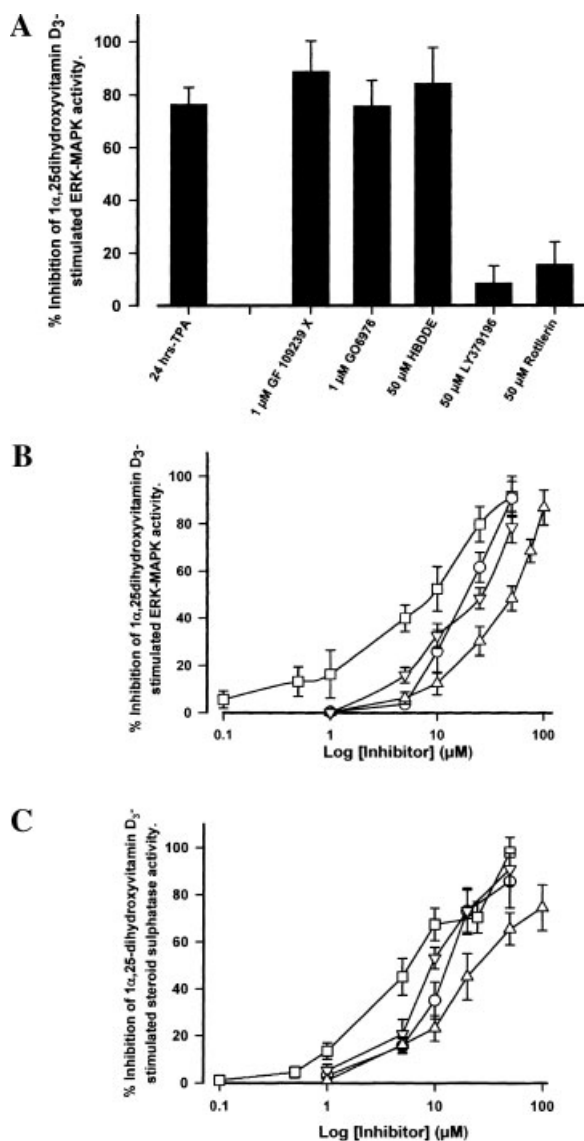 A
% Inhibition of 1α,25dihydroxyvitamin D3-
stimulated ERK-MAPK activity.
100
80
60
40
20
0
24 hrs-TPA
1 µM GF 109239 X
1 µM GO6976
50 µM HBDDE
50 µM LY379196
50 µM Rottlerin
B
% Inhibition of 1α,25dihydroxyvitamin D3-
stimulated ERK-MAPK activity.
100
80
60
40
20
0
0.1
1
10
100
Log [Inhibitor] (µM)
C
% Inhibition of 1α,25-dihydroxyvitamin D3-
stimulated steroid sulphatase activity.
100
80
60
40
20
0
0.1
1
10
100
Log [Inhibitor] (µM)